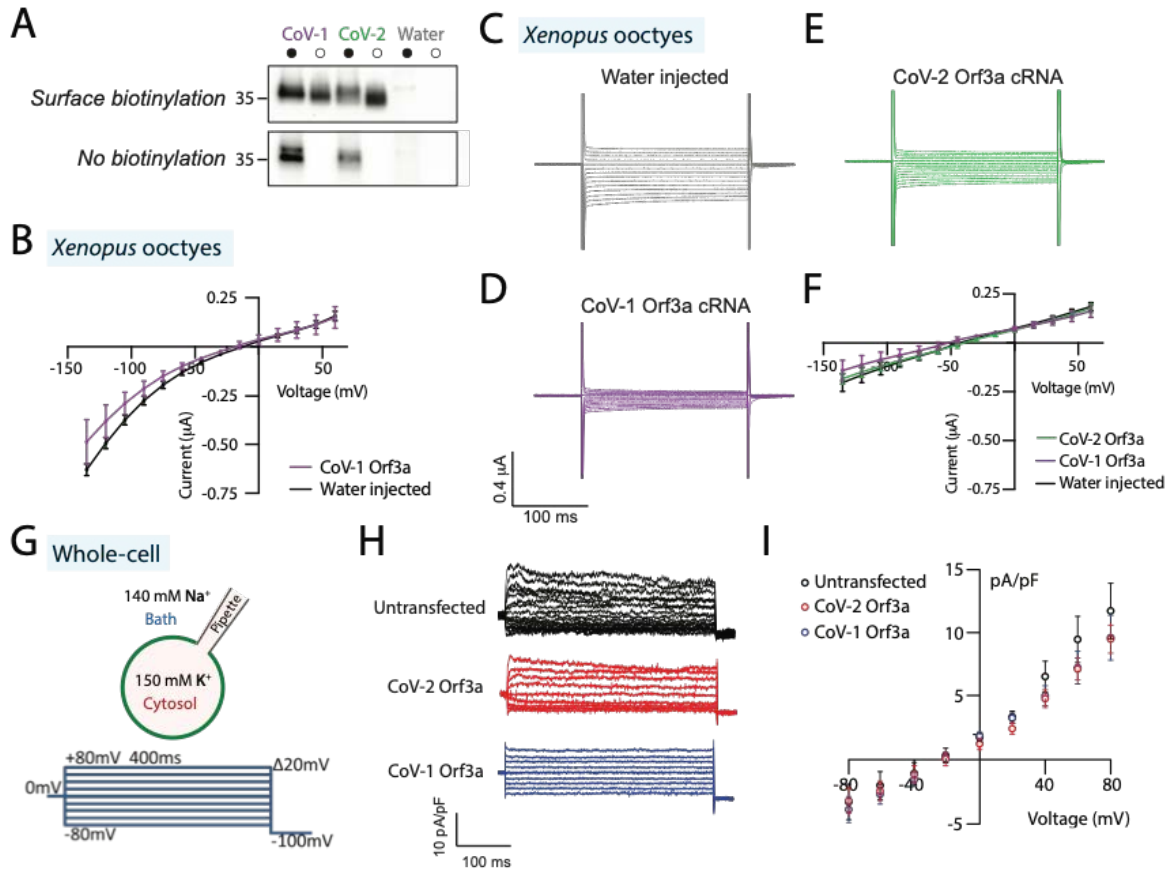 A
CoV-1 CoV-2 Water
Surface biotinylation 35
No biotinylation 35
B Xenopus ooctyes
0.25
-150 -100 -50 0 50
Voltage (mV)
-0.25
-0.50
-0.75
Current (μA)
CoV-1 Orf3a
Water injected
C Xenopus ooctyes
Water injected
D
CoV-1 Orf3a cRNA
0.4 μA
100 ms
E
CoV-2 Orf3a cRNA
F
0.25
-150 -100 -50 0 50
Voltage (mV)
-0.25
-0.50
-0.75
Current (μA)
CoV-2 Orf3a
CoV-1 Orf3a
Water injected
G Whole-cell
140 mM Na⁺
Bath
Pipette
150 mM K⁺
Cytosol
+80mV 400ms Δ20mV
0mV
-80mV
-100mV
H
Untransfected
CoV-2 Orf3a
CoV-1 Orf3a
10 pA/pF
100 ms
I
Untransfected
CoV-2 Orf3a
CoV-1 Orf3a
15 pA/pF
10
5
-80 -40 0 40 80
-5
Voltage (mV)